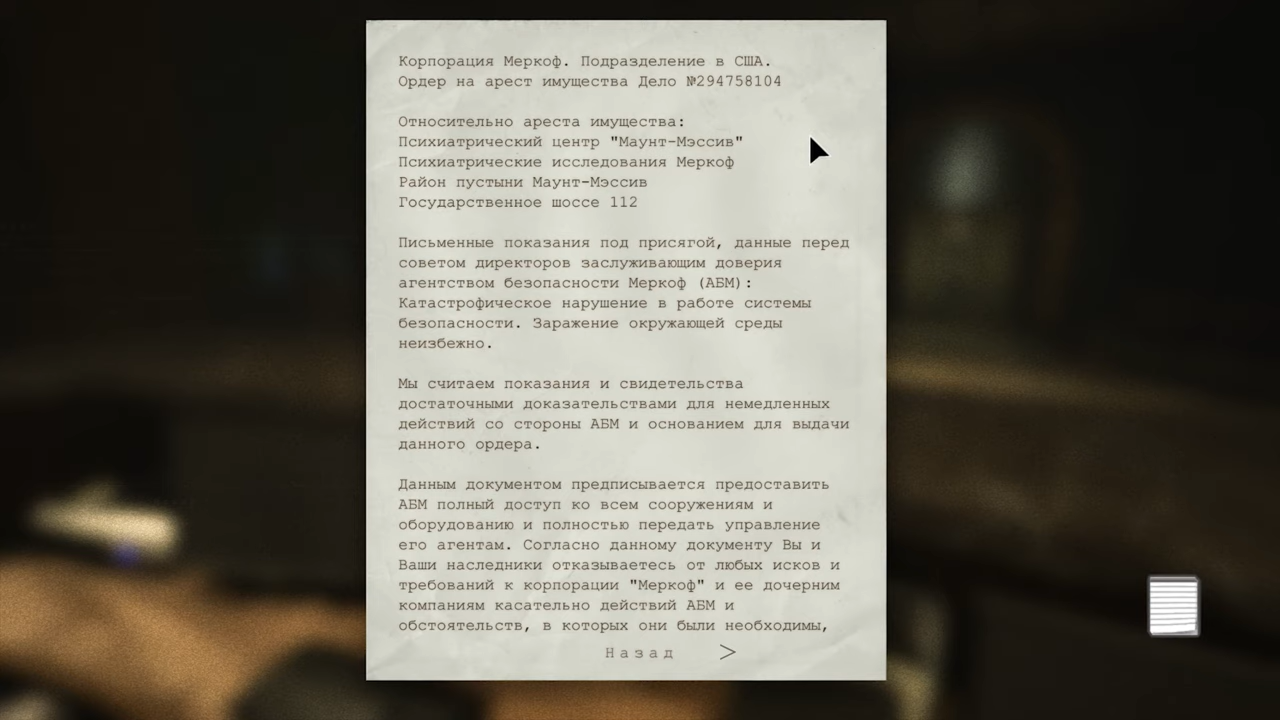 Корпорация Меркоф. Подразделение в США.
Ордер на арест имущества Дело №294758104
Относительно ареста имущества:
Психиатрический центр "Маунт-Мэссив"
Психиатрические исследования Меркоф
Район пустыни Маунт-Мэссив
Государственное шоссе 112
Письменные показания под присягой, данные перед
советом директоров заслуживающим доверия
агентством безопасности Меркоф (АБМ):
Катастрофическое нарушение в работе системы
безопасности. Заражение окружающей среды
неизбежно.
Мы считаем показания и свидетельства
достаточными доказательствами для немедленных
действий со стороны АБМ и основанием для выдачи
данного ордера.
Данным документом предписывается предоставить
АБМ полный доступ ко всем сооружениям и
оборудованию и полностью передать управление
его агентам. Согласно данному документу Вы и
Ваши наследники отказываетесь от любых исков и
требований к корпорации "Меркоф" и ее дочерним
компаниям касательно действий АБМ и
обстоятельств, в которых они были необходимы,
Назад >